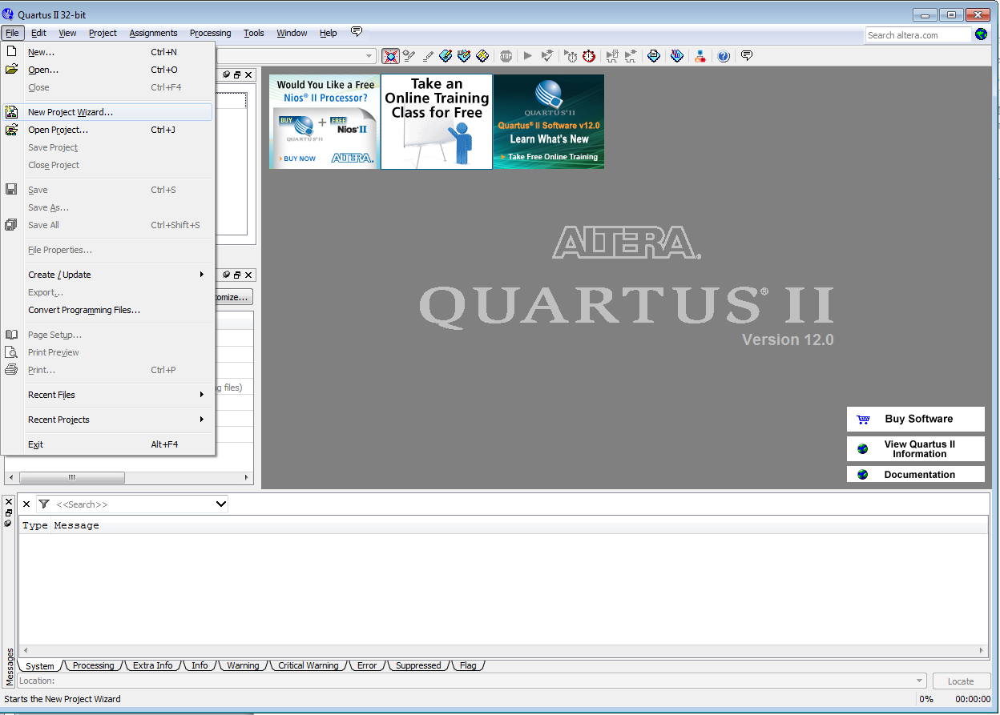 Quartus II 32-bit
File Edit View Project Assignments Processing Tools Window Help
Search altera.com
New... Ctrl+N
Open... Ctrl+O
Close Ctrl+F4
New Project Wizard...
Open Project... Ctrl+J
Save Project
Close Project
Save Ctrl+S
Save As...
Save All Ctrl+Shift+S
File Properties...
Create / Update
Export...
Convert Programming Files...
Page Setup...
Print Preview
Print... Ctrl+P
Recent Files
Recent Projects
Exit Alt+F4
STOP
tomize...
g files)
Would You Like a Free
Nios® II Processor?
BUY
QUARTUS II
+
FREE
Nios II
BUY NOW
ALTERA.
Take an
Online Training
Class for Free
QUARTUS II
Quartus® II Software v12.0
Learn What's New
Take Free Online Training
ALTERA®
QUARTUS® II
Version 12.0
Buy Software
View Quartus II
Information
Documentation
<<Search>>
Type Message
Messages
System Processing Extra Info Info Warning Critical Warning Error Suppressed Flag
Location:
Locate
Starts the New Project Wizard
0% 00:00:00